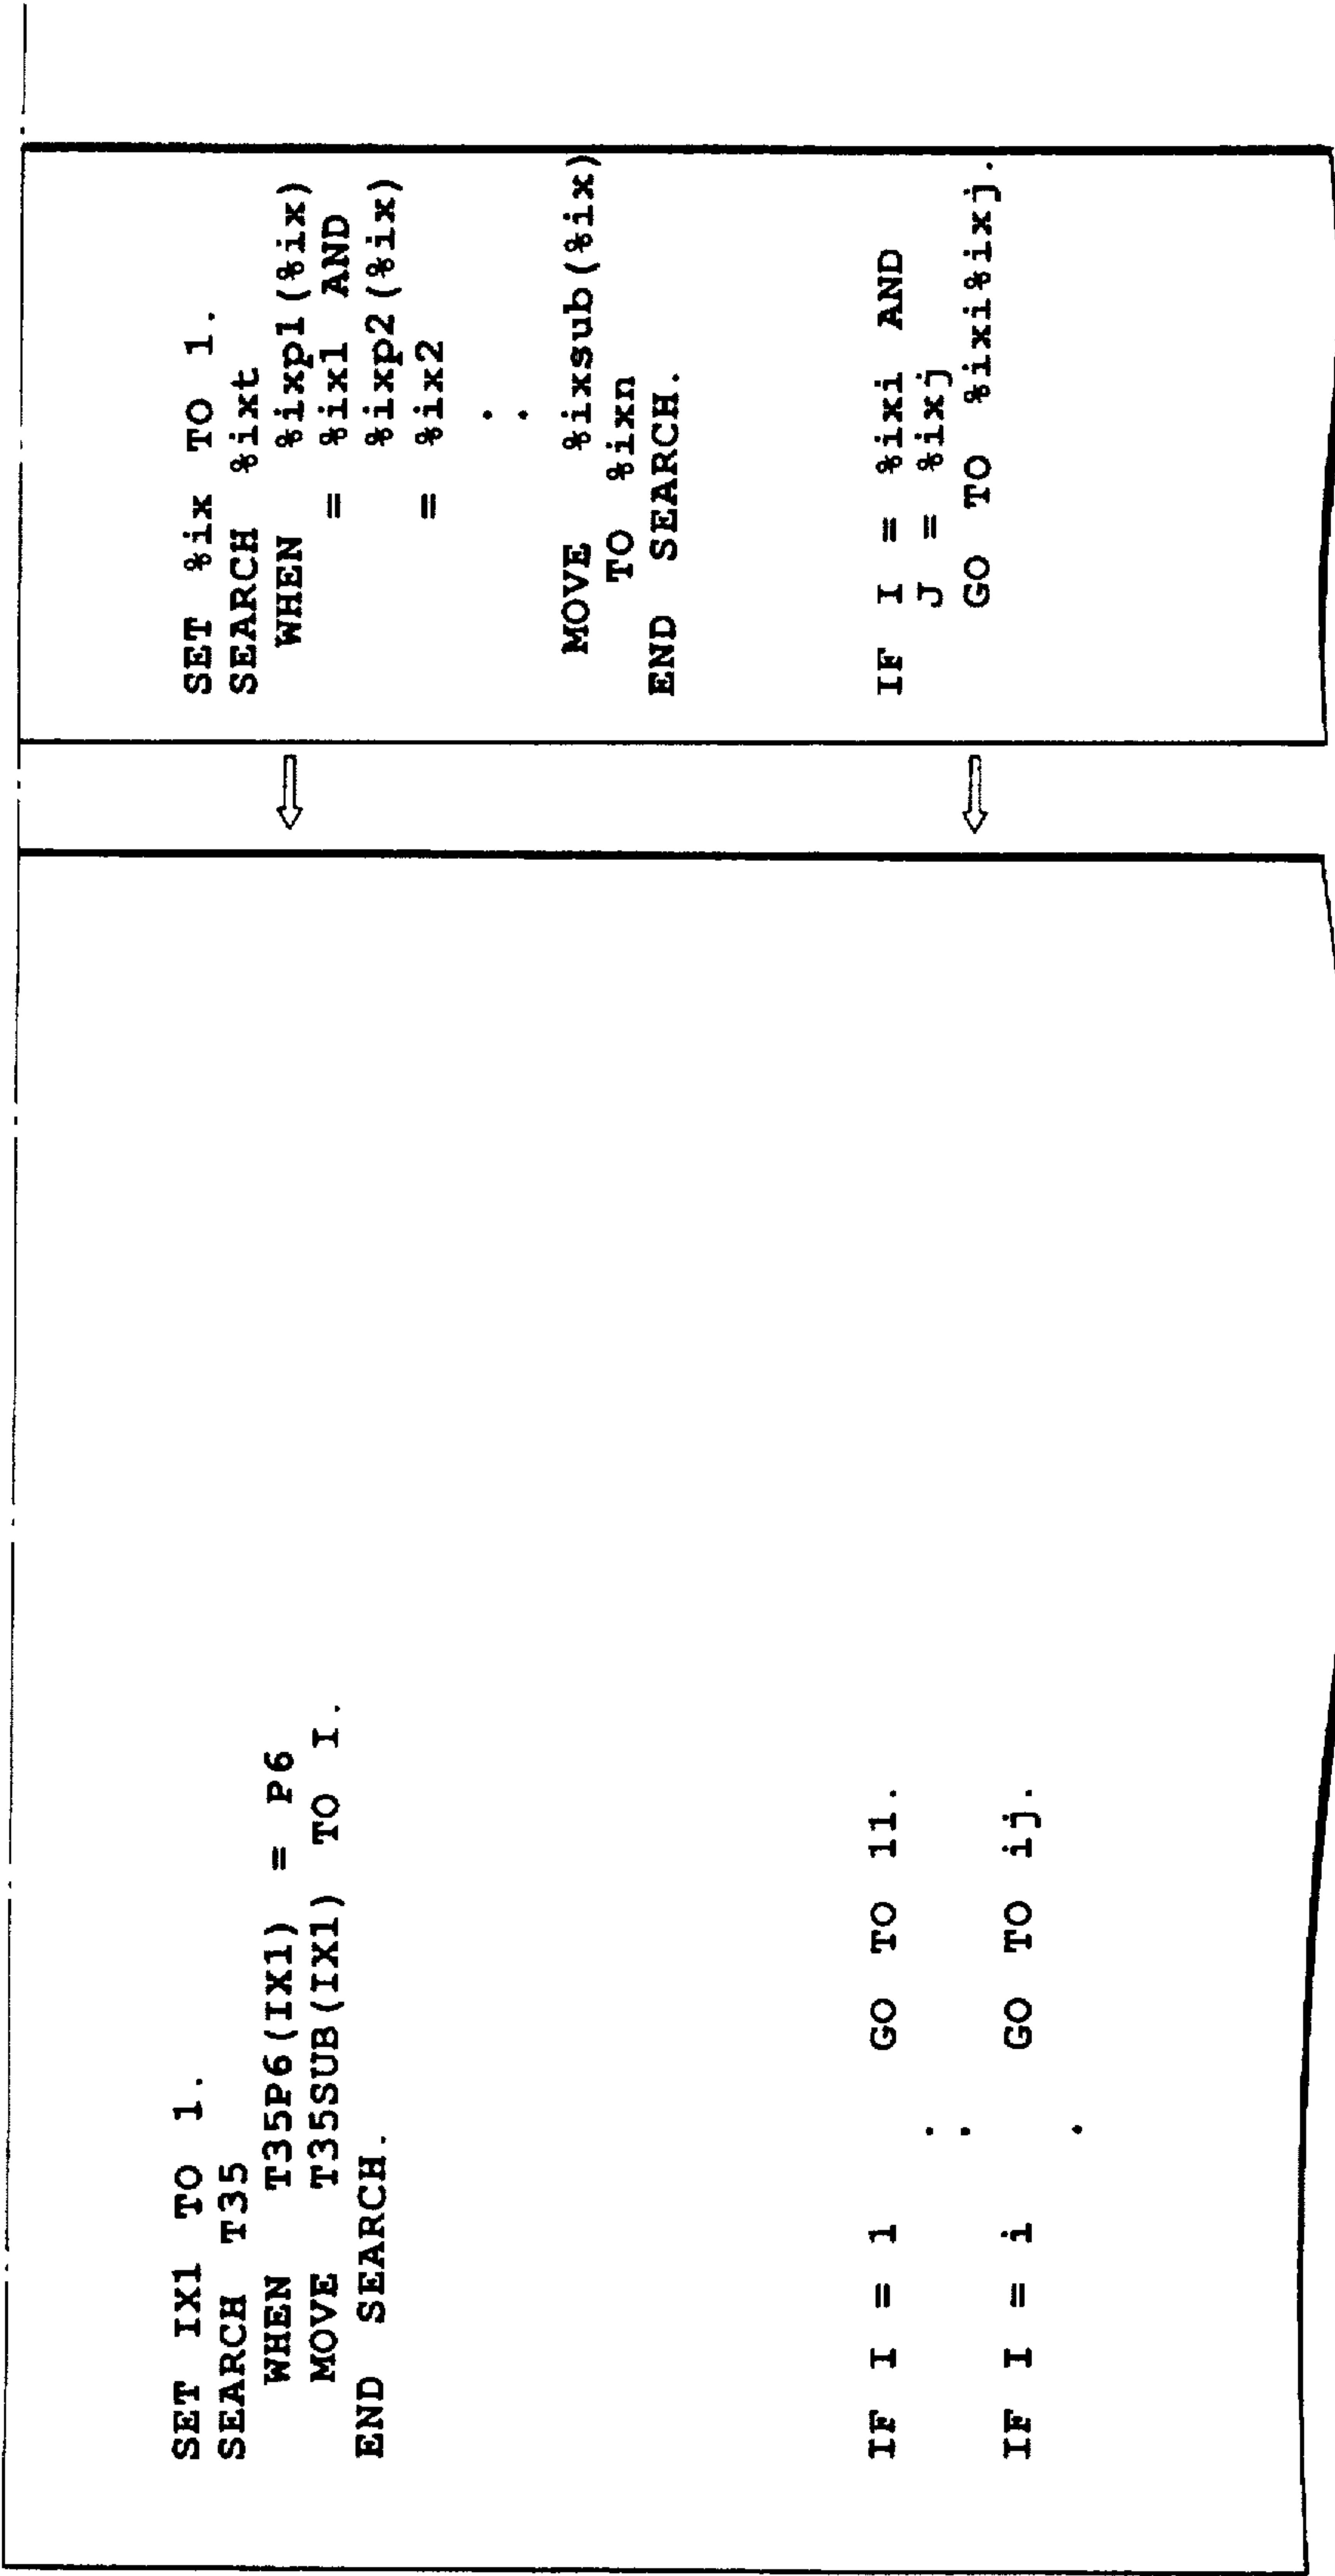 SET IX1 TO 1.
SEARCH T35
WHEN T35P6(IX1) = P6
MOVE T35SUB(IX1) TO I.
END SEARCH.
IF I = 1 GO TO 11.
:
IF I = i GO TO ij.
.
SET %ix TO 1.
SEARCH %ixt
WHEN %ixp1(%ix)
= %ix1 AND
%ixp2(%ix)
= %ix2
:
MOVE %ixsub(%ix)
TO %ixn
END SEARCH.
IF I = %ixi AND
J = %ixj
GO TO %ixi%ixj.